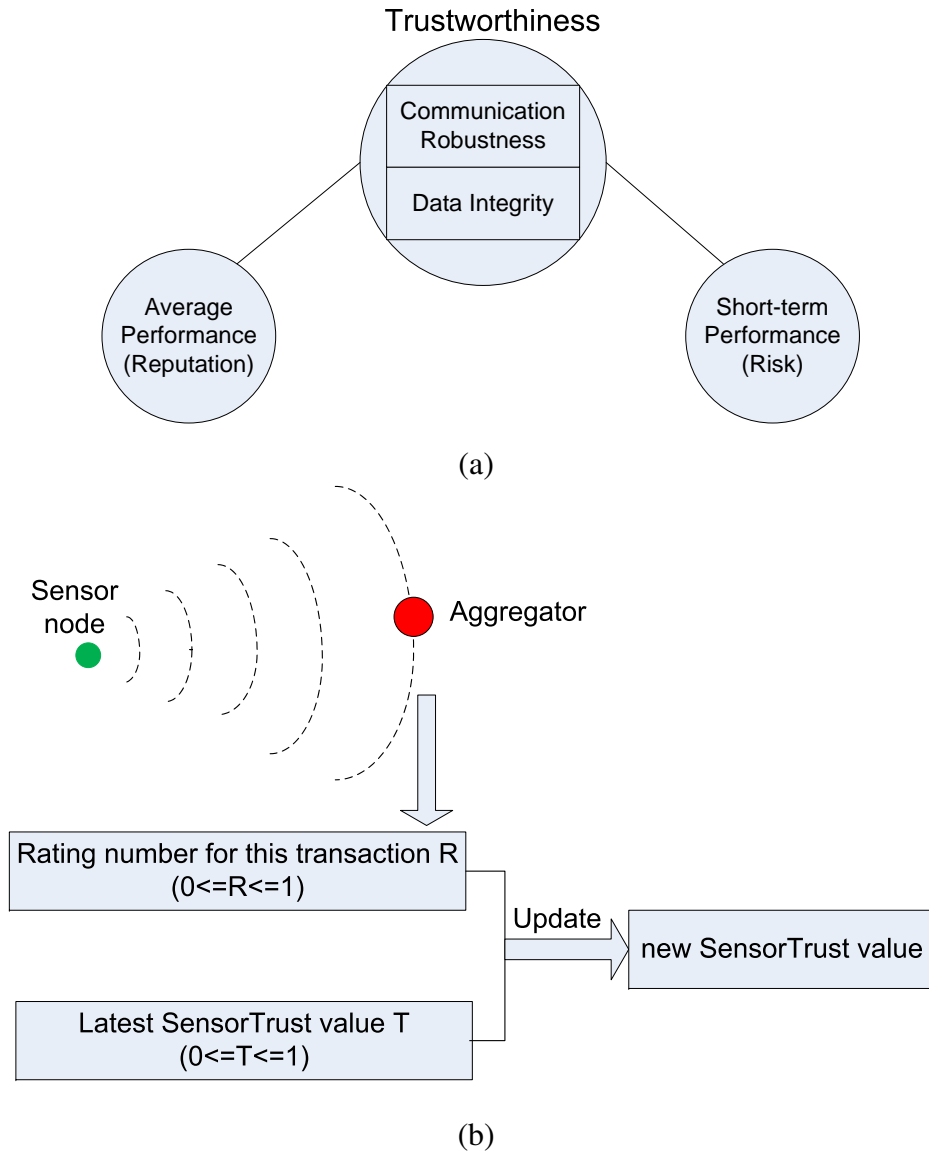 Trustworthiness
Communication
Robustness
Data Integrity
Average
Performance
(Reputation)
Short-term
Performance
(Risk)
(a)
Sensor
node
Aggregator
Rating number for this transaction R
(0<=R<=1)
Update
new SensorTrust value
Latest SensorTrust value T
(0<=T<=1)
(b)